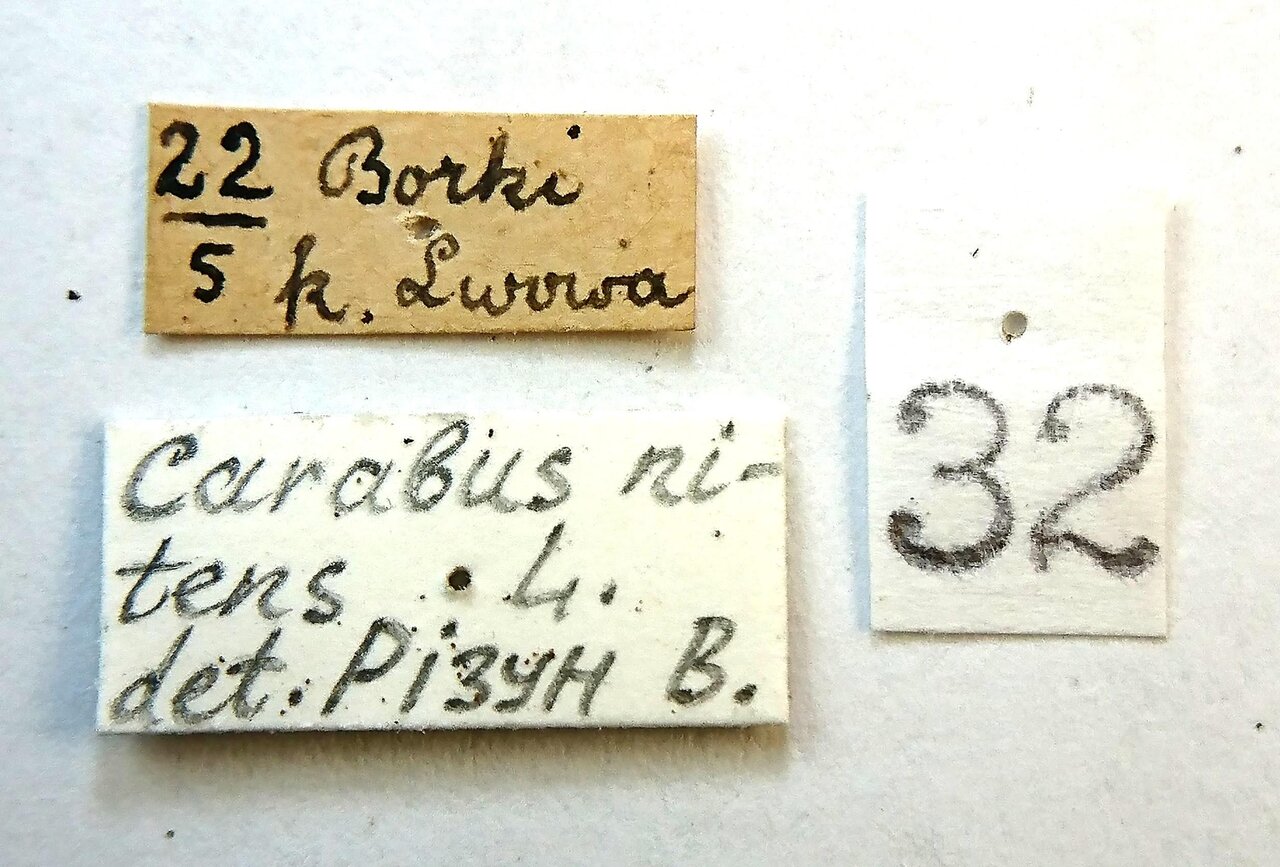 22 Borki
5 k. Lwowa
Carabus ni-
tens L.
det: Різун В.
32